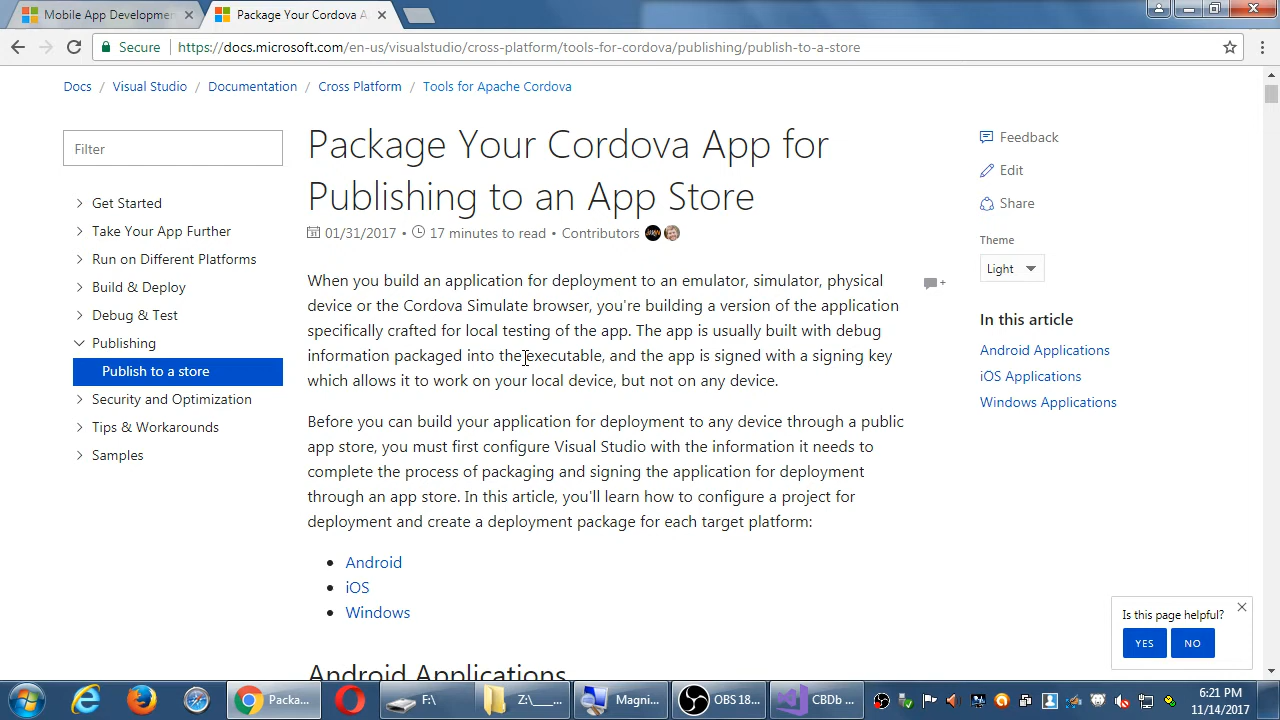 Mobile App Developmen
Package Your Cordova A
Secure
https://docs.microsoft.com/en-us/visualstudio/cross-platform/tools-for-cordova/publishing/publish-to-a-store
Docs / Visual Studio / Documentation / Cross Platform / Tools for Apache Cordova
Filter
Get Started
Take Your App Further
Run on Different Platforms
Build & Deploy
Debug & Test
Publishing
Publish to a store
Security and Optimization
Tips & Workarounds
Samples
Package Your Cordova App for
Publishing to an App Store
01/31/2017 • 17 minutes to read • Contributors
When you build an application for deployment to an emulator, simulator, physical
device or the Cordova Simulate browser, you're building a version of the application
specifically crafted for local testing of the app. The app is usually built with debug
information packaged into the executable, and the app is signed with a signing key
which allows it to work on your local device, but not on any device.
Before you can build your application for deployment to any device through a public
app store, you must first configure Visual Studio with the information it needs to
complete the process of packaging and signing the application for deployment
through an app store. In this article, you'll learn how to configure a project for
deployment and create a deployment package for each target platform:
• Android
• iOS
• Windows
Android Applications
Feedback
Edit
Share
Theme
Light
In this article
Android Applications
iOS Applications
Windows Applications
Is this page helpful?
YES
NO
Packa...
F:\
Z:\___...
Magni...
OBS 18...
CBDb ...
6:21 PM
11/14/2017